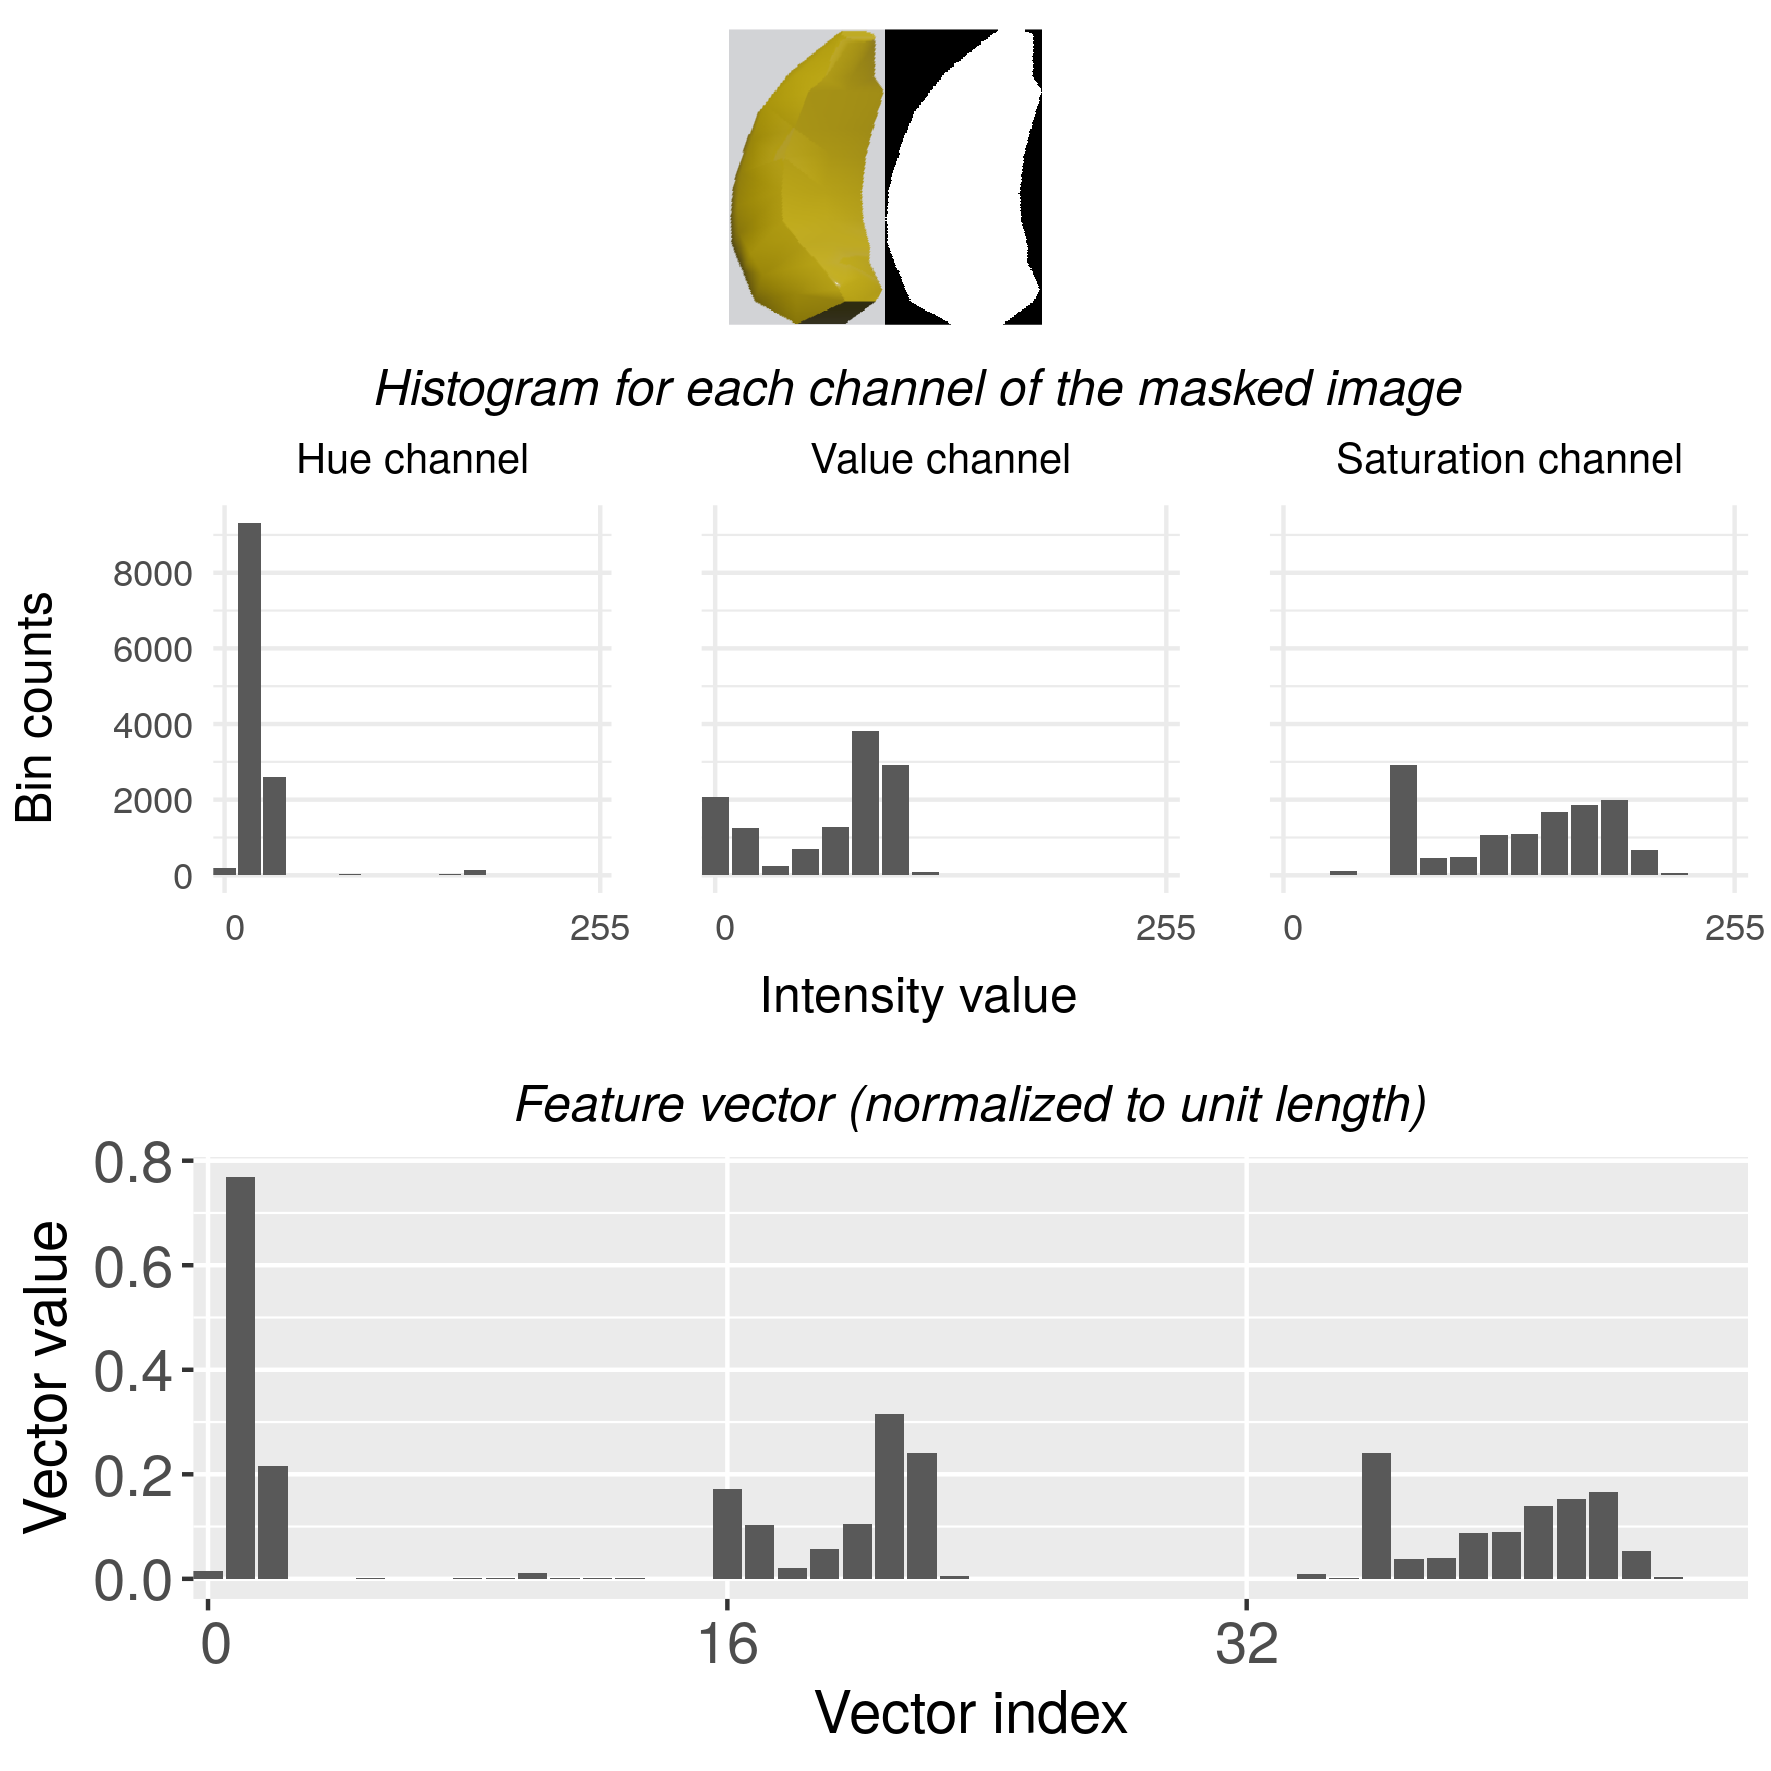 Histogram for each channel of the masked image
Hue channel
Value channel
Saturation channel
Bin counts
8000
6000
4000
2000
0
0 255
0 255
0 255
Intensity value
Feature vector (normalized to unit length)
Vector value
0.8
0.6
0.4
0.2
0.0
0 16 32
Vector index